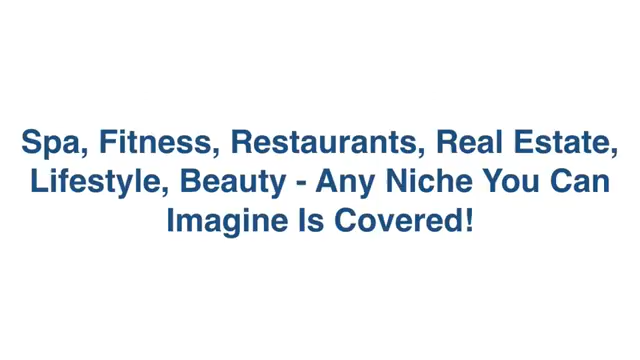 Spa, Fitness, Restaurants, Real Estate,
Lifestyle, Beauty - Any Niche You Can
Imagine Is Covered!